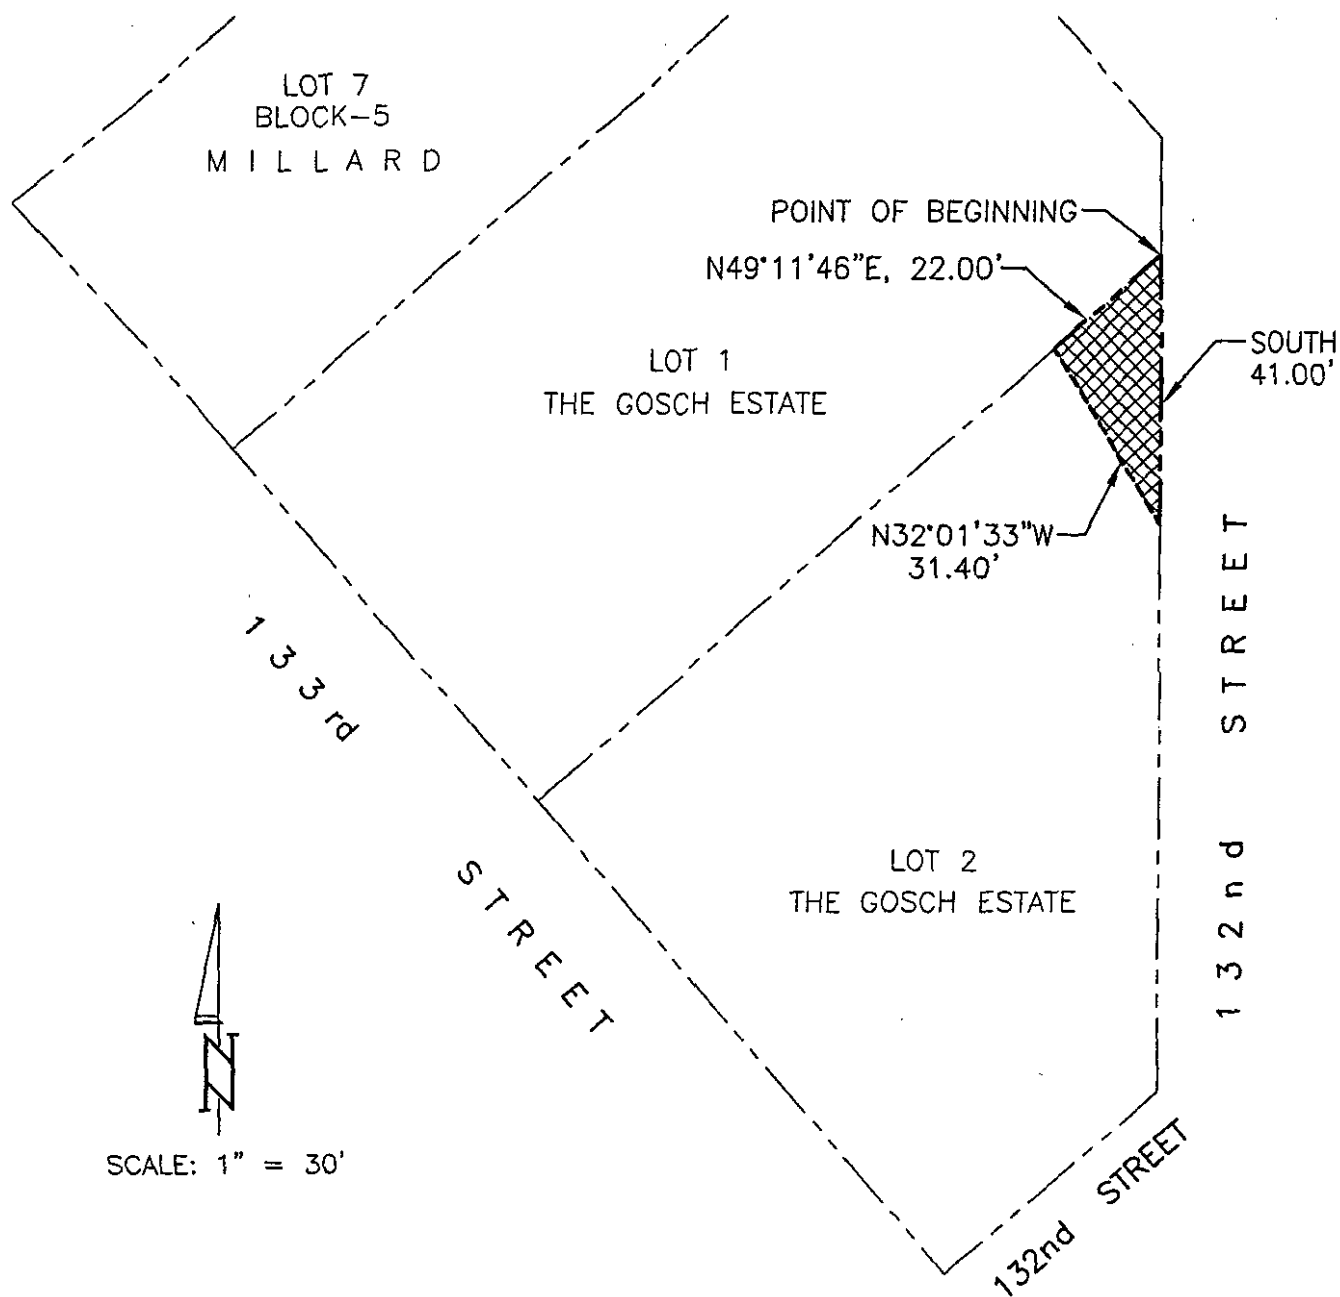 LOT 7
BLOCK-5
MILLARD
POINT OF BEGINNING
N49°11'46"E, 22.00'
SOUTH
41.00'
LOT 1
THE GOSCH ESTATE
N32°01'33"W
31.40'
133rd STREET
132nd STREET
LOT 2
THE GOSCH ESTATE
N
SCALE: 1" = 30'
132nd STREET